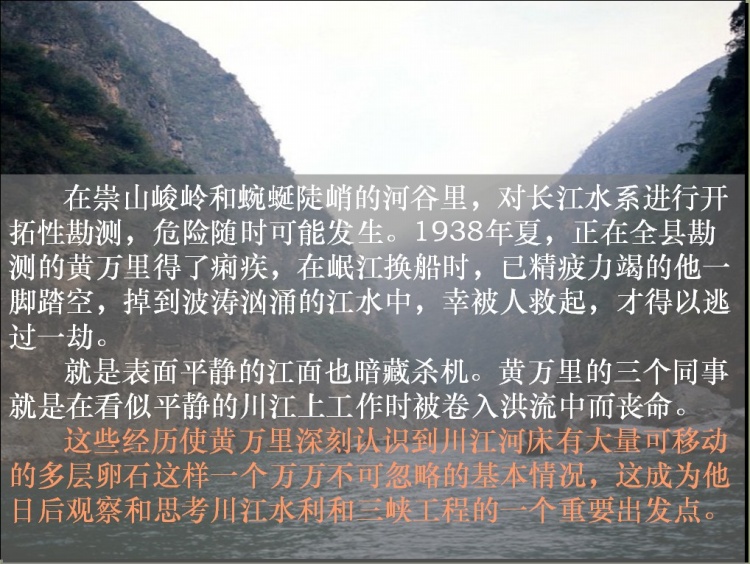 在崇山峻岭和蜿蜒陡峭的河谷里，对长江水系进行开
拓性勘测，危险随时可能发生。1938年夏，正在全县勘
测的黄万里得了痢疾，在岷江换船时，已精疲力竭的他一
脚踏空，掉到波涛汹涌的江水中，幸被人救起，才得以逃
过一劫。
就是表面平静的江面也暗藏杀机。黄万里的三个同事
就是在看似平静的川江上工作时被卷入洪流中而丧命。
这些经历使黄万里深刻认识到川江河床有大量可移动
的多层卵石这样一个万万不可忽略的基本情况，这成为他
日后观察和思考川江水利和三峡工程的一个重要出发点。